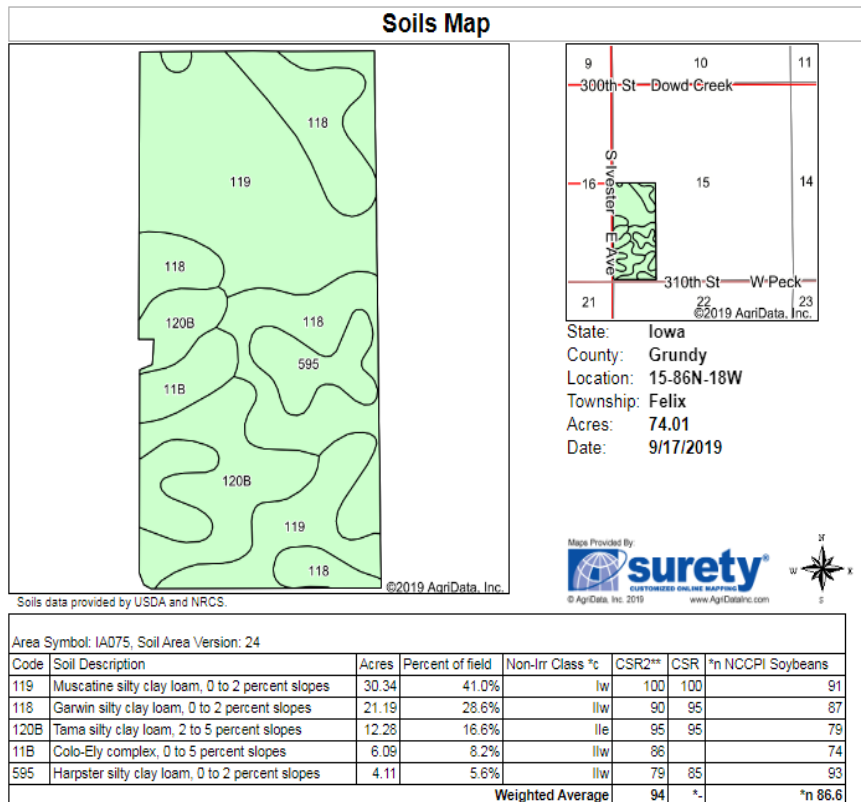 Soils Map
118
119
118
120B
118
595
11B
120B
119
118
©2019 AgriData, Inc.
Soils data provided by USDA and NRCS.
9 10 11
300th St Dowd Creek
S Ivester E Ave
16 15 14
310th St W Peck
21 22 23
©2019 AgriData, Inc.
State: Iowa
County: Grundy
Location: 15-86N-18W
Township: Felix
Acres: 74.01
Date: 9/17/2019
Maps Provided By:
surety®
CUSTOMIZED ONLINE MAPPING
© AgriData, Inc. 2019 www.AgriDataInc.com
N
W E
S
Area Symbol: IA075, Soil Area Version: 24
Code Soil Description Acres Percent of field Non-Irr Class *c CSR2** CSR *n NCCPI Soybeans
119 Muscatine silty clay loam, 0 to 2 percent slopes 30.34 41.0% Iw 100 100 91
118 Garwin silty clay loam, 0 to 2 percent slopes 21.19 28.6% IIw 90 95 87
120B Tama silty clay loam, 2 to 5 percent slopes 12.28 16.6% IIe 95 95 79
11B Colo-Ely complex, 0 to 5 percent slopes 6.09 8.2% IIw 86 74
595 Harpster silty clay loam, 0 to 2 percent slopes 4.11 5.6% IIw 79 85 93
Weighted Average 94 *- *n 86.6